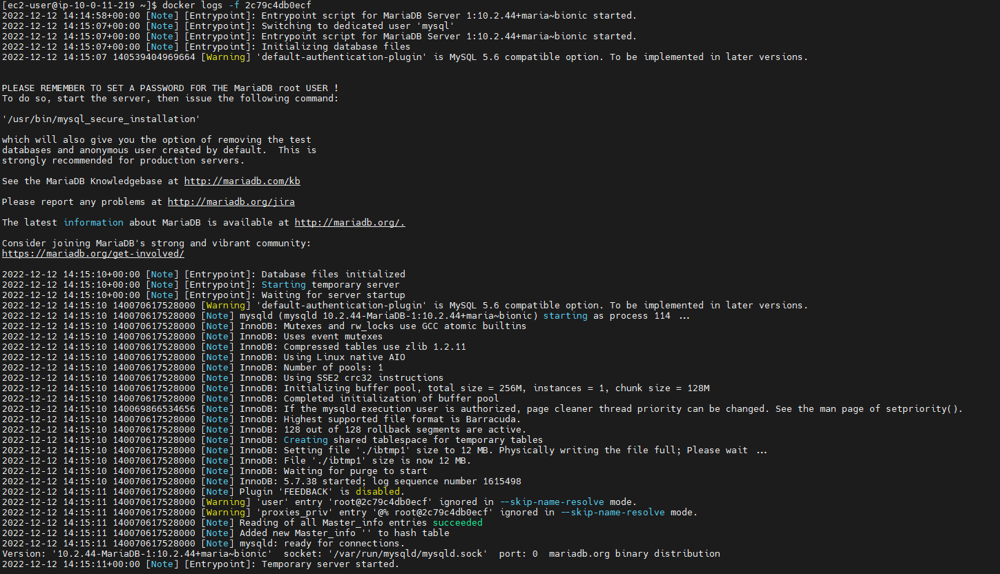 [ec2-user@ip-10-0-11-219 ~]$ docker logs -f 2c79c4db0ecf
2022-12-12 14:14:58+00:00 [Note] [Entrypoint]: Entrypoint script for MariaDB Server 1:10.2.44+maria~bionic started.
2022-12-12 14:15:07+00:00 [Note] [Entrypoint]: Switching to dedicated user 'mysql'
2022-12-12 14:15:07+00:00 [Note] [Entrypoint]: Entrypoint script for MariaDB Server 1:10.2.44+maria~bionic started.
2022-12-12 14:15:07+00:00 [Note] [Entrypoint]: Initializing database files
2022-12-12 14:15:07 140539404969664 [Warning] 'default-authentication-plugin' is MySQL 5.6 compatible option. To be implemented in later versions.
PLEASE REMEMBER TO SET A PASSWORD FOR THE MariaDB root USER !
To do so, start the server, then issue the following command:
'/usr/bin/mysql_secure_installation'
which will also give you the option of removing the test
databases and anonymous user created by default.  This is
strongly recommended for production servers.
See the MariaDB Knowledgebase at http://mariadb.com/kb
Please report any problems at http://mariadb.org/jira
The latest information about MariaDB is available at http://mariadb.org/.
Consider joining MariaDB's strong and vibrant community:
https://mariadb.org/get-involved/
2022-12-12 14:15:10+00:00 [Note] [Entrypoint]: Database files initialized
2022-12-12 14:15:10+00:00 [Note] [Entrypoint]: Starting temporary server
2022-12-12 14:15:10+00:00 [Note] [Entrypoint]: Waiting for server startup
2022-12-12 14:15:10 140070617528000 [Warning] 'default-authentication-plugin' is MySQL 5.6 compatible option. To be implemented in later versions.
2022-12-12 14:15:10 140070617528000 [Note] mysqld (mysqld 10.2.44-MariaDB-1:10.2.44+maria~bionic) starting as process 114 ...
2022-12-12 14:15:10 140070617528000 [Note] InnoDB: Mutexes and rw_locks use GCC atomic builtins
2022-12-12 14:15:10 140070617528000 [Note] InnoDB: Uses event mutexes
2022-12-12 14:15:10 140070617528000 [Note] InnoDB: Compressed tables use zlib 1.2.11
2022-12-12 14:15:10 140070617528000 [Note] InnoDB: Using Linux native AIO
2022-12-12 14:15:10 140070617528000 [Note] InnoDB: Number of pools: 1
2022-12-12 14:15:10 140070617528000 [Note] InnoDB: Using SSE2 crc32 instructions
2022-12-12 14:15:10 140070617528000 [Note] InnoDB: Initializing buffer pool, total size = 256M, instances = 1, chunk size = 128M
2022-12-12 14:15:10 140070617528000 [Note] InnoDB: Completed initialization of buffer pool
2022-12-12 14:15:10 140069866534656 [Note] InnoDB: If the mysqld execution user is authorized, page cleaner thread priority can be changed. See the man page of setpriority().
2022-12-12 14:15:10 140070617528000 [Note] InnoDB: Highest supported file format is Barracuda.
2022-12-12 14:15:10 140070617528000 [Note] InnoDB: 128 out of 128 rollback segments are active.
2022-12-12 14:15:10 140070617528000 [Note] InnoDB: Creating shared tablespace for temporary tables
2022-12-12 14:15:10 140070617528000 [Note] InnoDB: Setting file './ibtmp1' size to 12 MB. Physically writing the file full; Please wait ...
2022-12-12 14:15:10 140070617528000 [Note] InnoDB: File './ibtmp1' size is now 12 MB.
2022-12-12 14:15:10 140070617528000 [Note] InnoDB: Waiting for purge to start
2022-12-12 14:15:10 140070617528000 [Note] InnoDB: 5.7.38 started; log sequence number 1615498
2022-12-12 14:15:11 140070617528000 [Note] Plugin 'FEEDBACK' is disabled.
2022-12-12 14:15:11 140070617528000 [Warning] 'user' entry 'root@2c79c4db0ecf' ignored in --skip-name-resolve mode.
2022-12-12 14:15:11 140070617528000 [Warning] 'proxies_priv' entry '@% root@2c79c4db0ecf' ignored in --skip-name-resolve mode.
2022-12-12 14:15:11 140070617528000 [Note] Reading of all Master_info entries succeeded
2022-12-12 14:15:11 140070617528000 [Note] Added new Master_info '' to hash table
2022-12-12 14:15:11 140070617528000 [Note] mysqld: ready for connections.
Version: '10.2.44-MariaDB-1:10.2.44+maria~bionic'  socket: '/var/run/mysqld/mysqld.sock'  port: 0  mariadb.org binary distribution
2022-12-12 14:15:11+00:00 [Note] [Entrypoint]: Temporary server started.